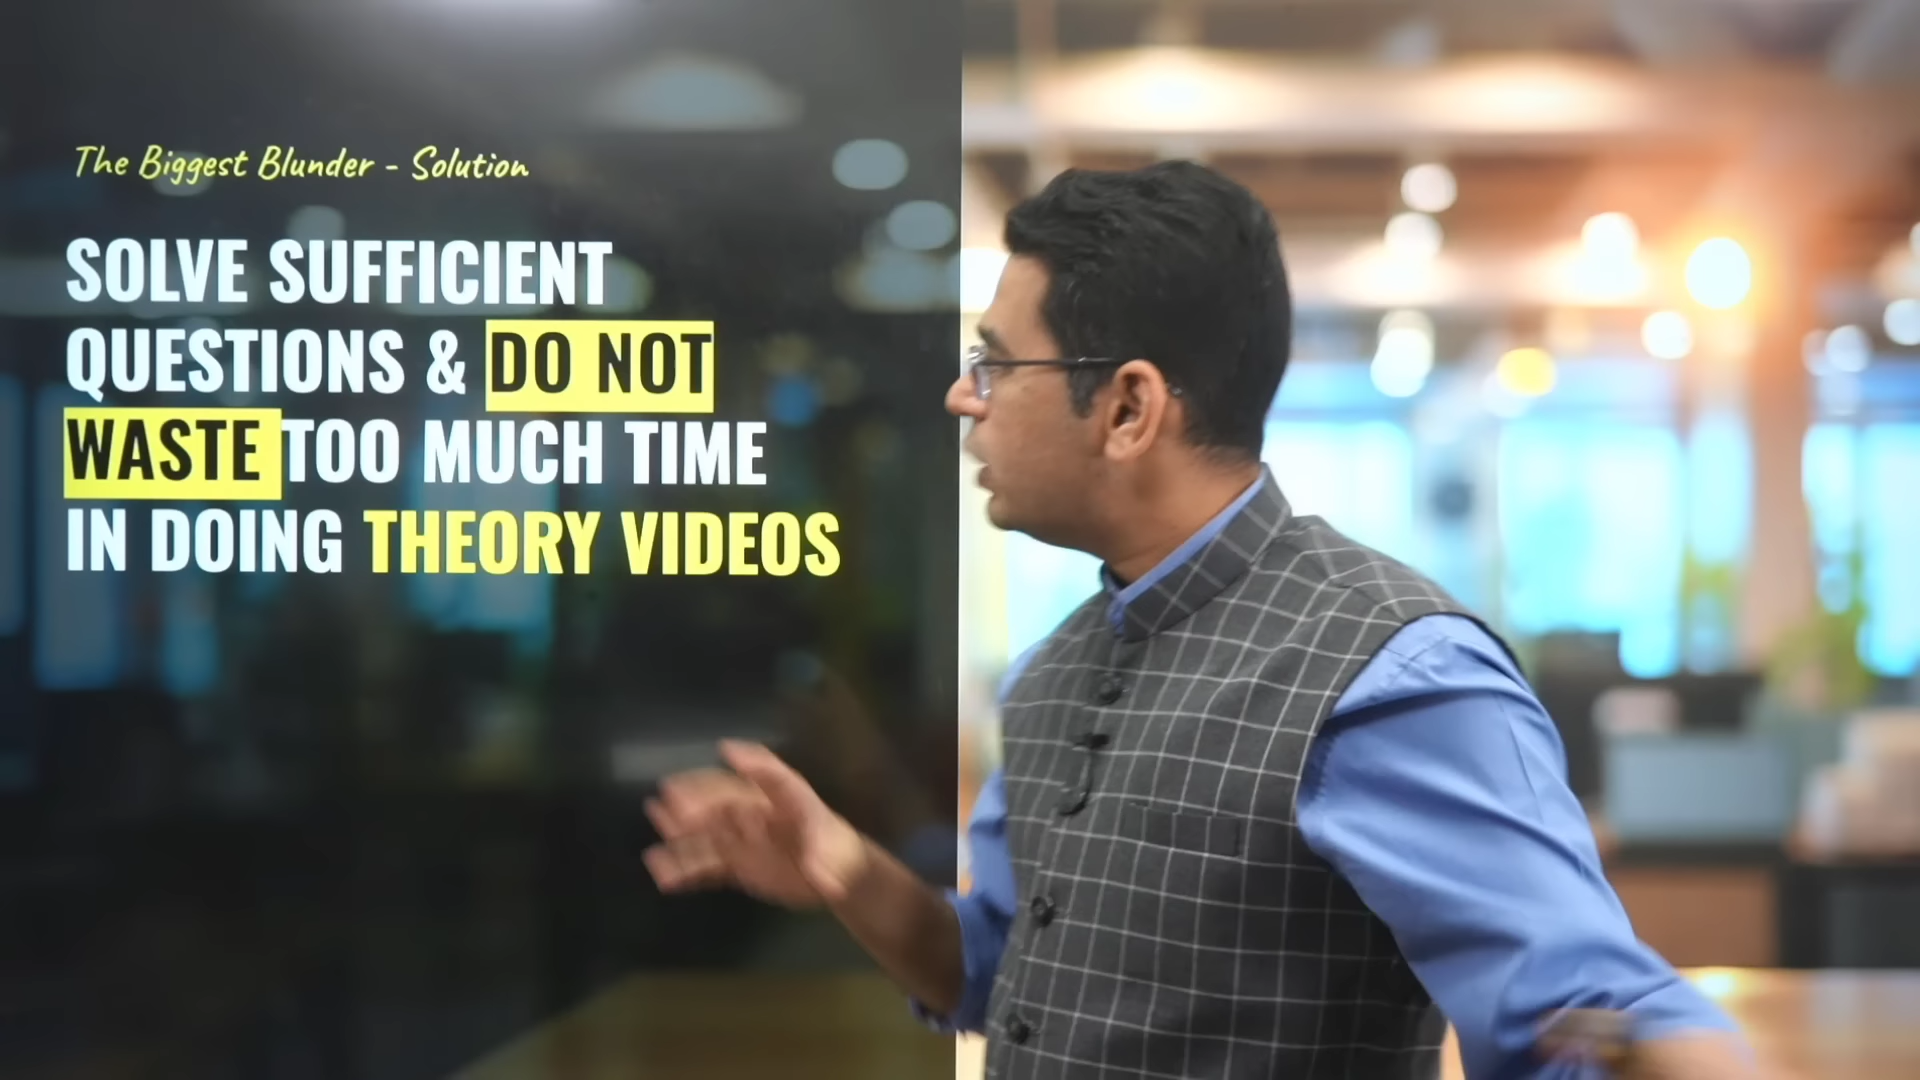 The Biggest Blunder - Solution
SOLVE SUFFICIENT
QUESTIONS & DO NOT
WASTE TOO MUCH TIME
IN DOING THEORY VIDEOS